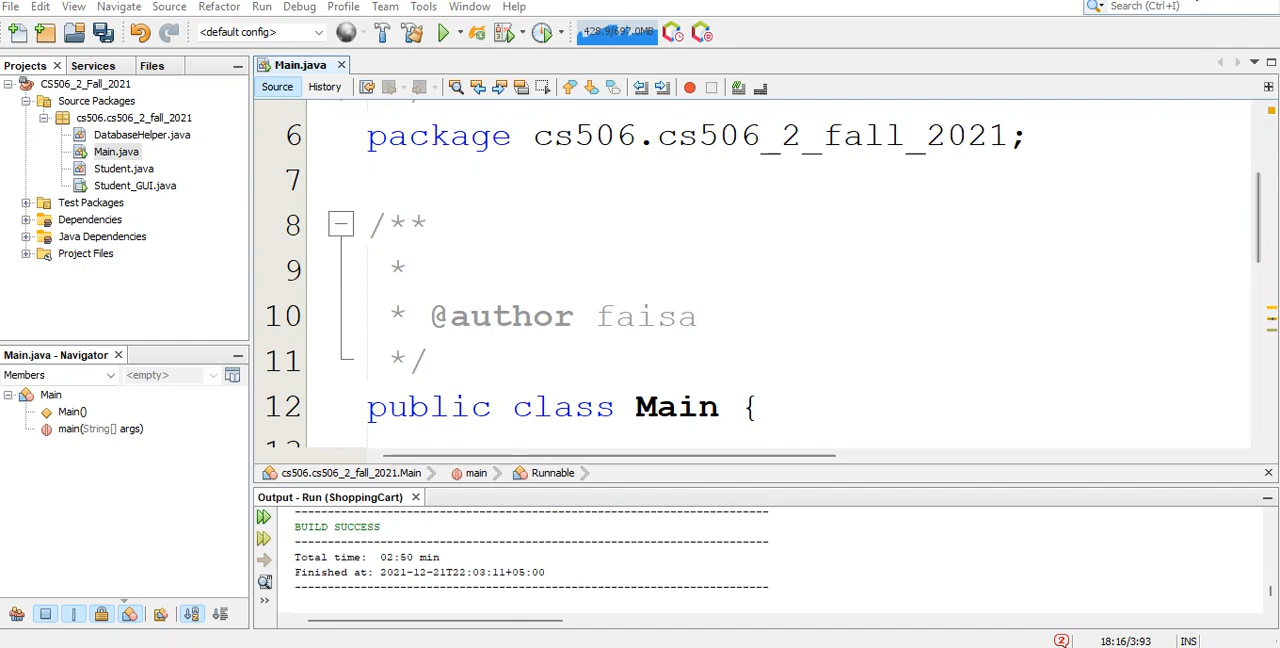 File Edit View Navigate Source Refactor Run Debug Profile Team Tools Window Help
Search (Ctrl+I)
<default config>
428.9/697.0MB
Projects Services Files
CS506_2_Fall_2021
Source Packages
cs506.cs506_2_fall_2021
DatabaseHelper.java
Main.java
Student.java
Student_GUI.java
Test Packages
Dependencies
Java Dependencies
Project Files
Main.java - Navigator
Members <empty>
Main
Main()
main(String[] args)
Main.java
Source History
6 package cs506.cs506_2_fall_2021;
7
8 /**
9 *
10 * @author faisa
11 */
12 public class Main {
13
cs506.cs506_2_fall_2021.Main main Runnable
Output - Run (ShoppingCart)
------------------------------------------------------------------------
BUILD SUCCESS
------------------------------------------------------------------------
Total time: 02:50 min
Finished at: 2021-12-21T22:03:11+05:00
------------------------------------------------------------------------
2 18:16/3:93 INS